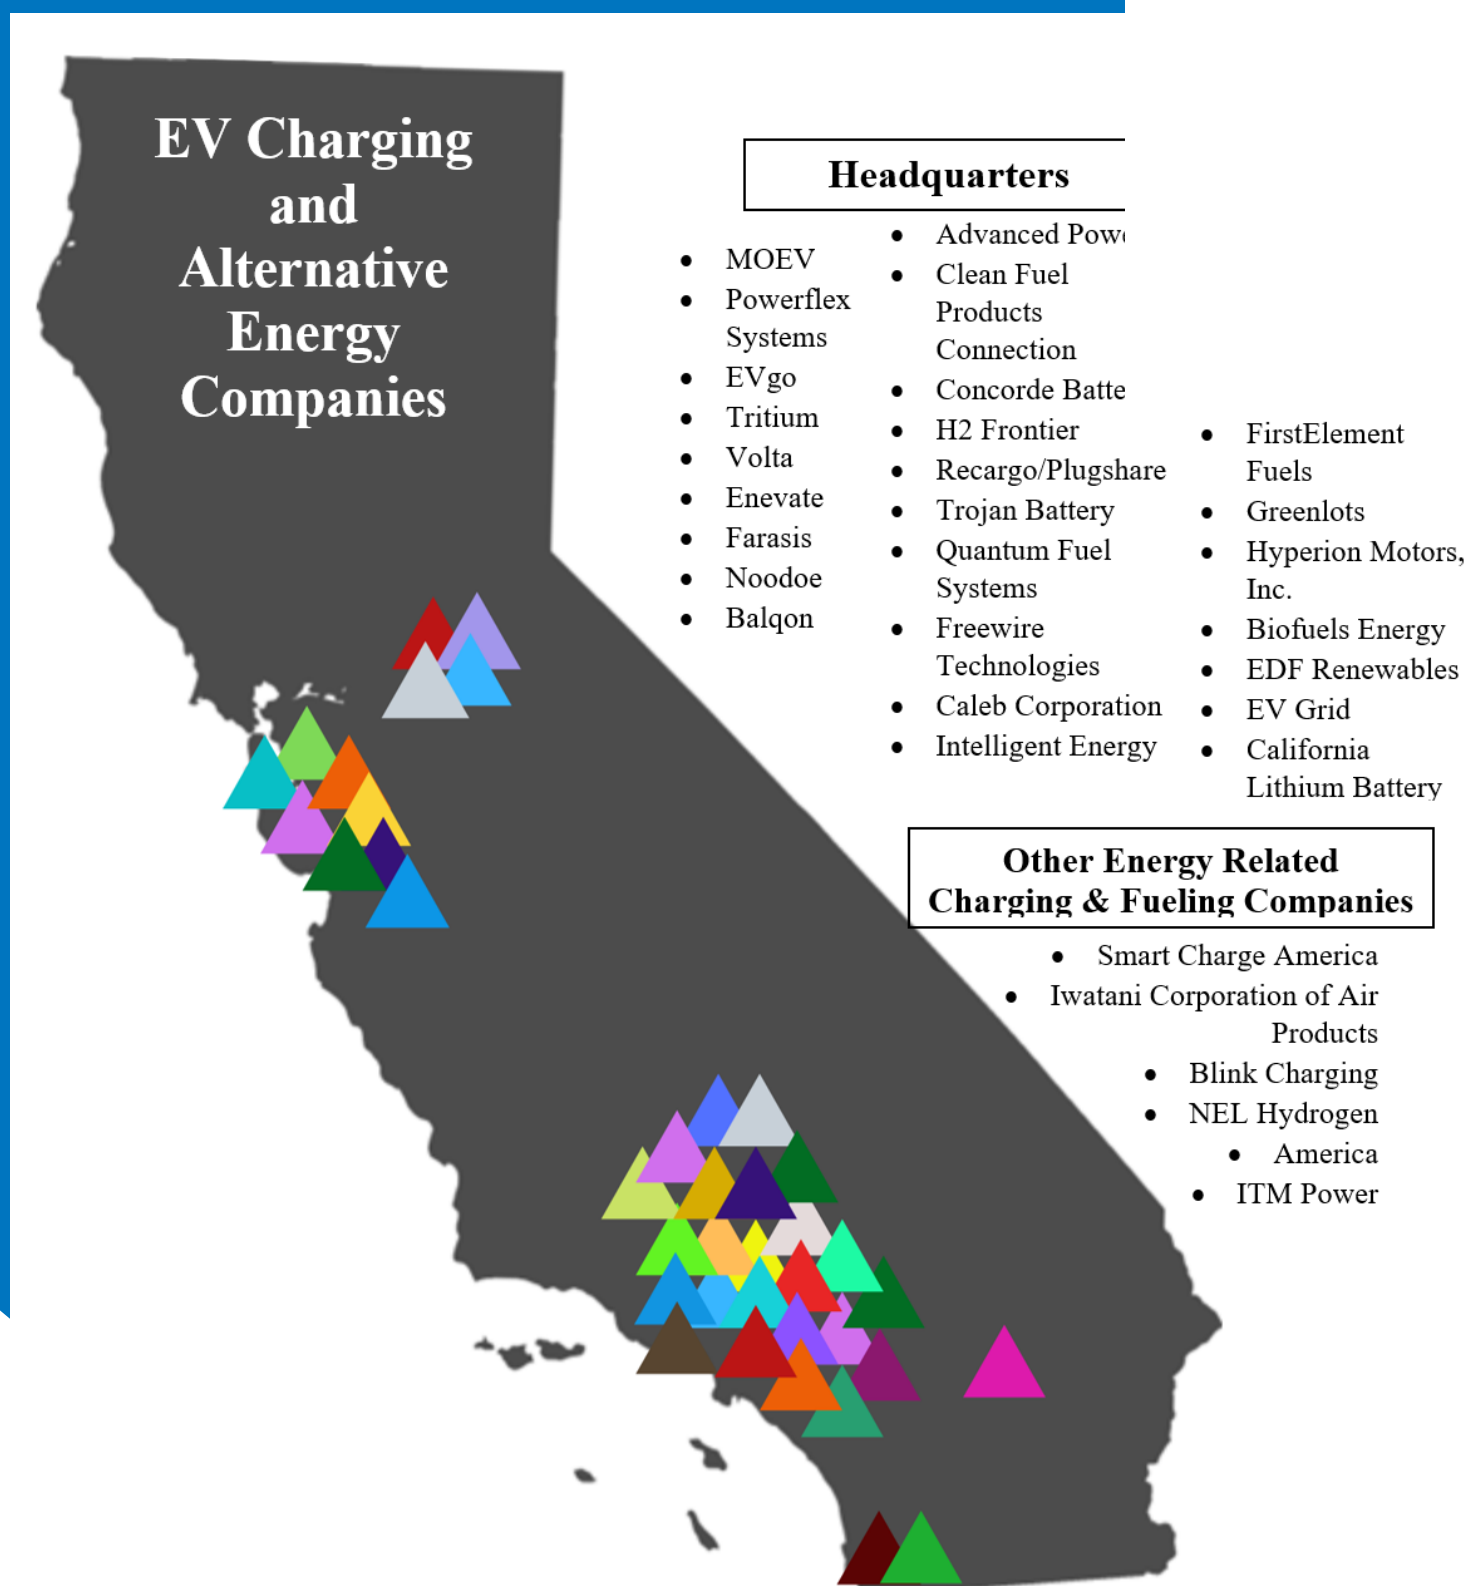 EV Charging
and
Alternative
Energy
Companies
Headquarters
• MOEV
• Powerflex
Systems
• EVgo
• Tritium
• Volta
• Enevate
• Farasis
• Noodoe
• Balqon
• Advanced
• Clean Fuel
Products
Connection
• Concorde
• H2 Frontier
• Recargo/Plugshare
• Trojan Battery
• Quantum Fuel
Systems
• Freewire
Technologies
• Caleb Corporation
• Intelligent Energy
• FirstElement
Fuels
• Greenlots
• Hyperion Motors,
Inc.
• Biofuels Energy
• EDF Renewables
• EV Grid
• California
Lithium Battery
Other Energy Related
Charging & Fueling Companies
• Smart Charge America
• Iwatani Corporation of Air
Products
• Blink Charging
• NEL Hydrogen
• America
• ITM Power